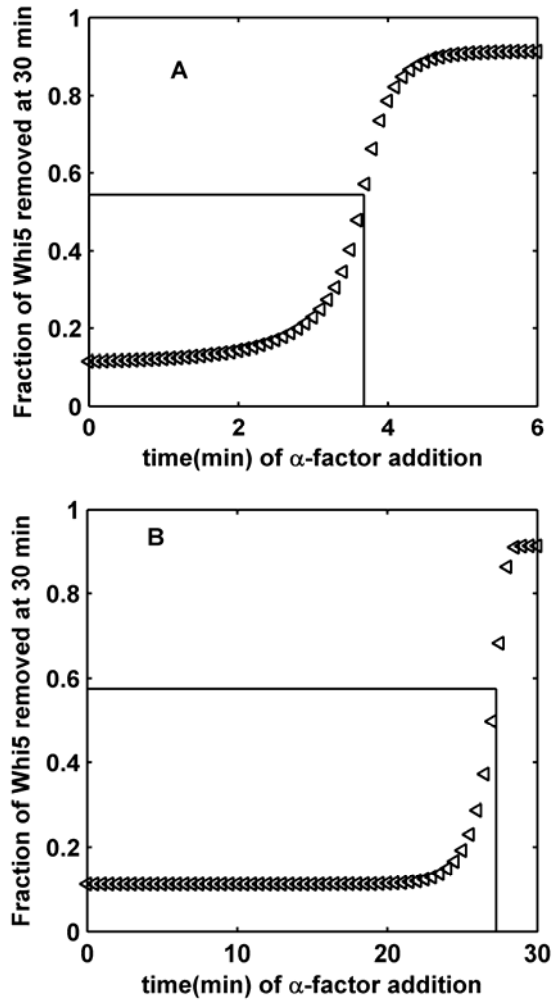 A
Fraction of Whi5 removed at 30 min
1
0.8
0.6
0.4
0.2
0
0 2 4 6
time(min) of α-factor addition
B
Fraction of Whi5 removed at 30 min
1
0.8
0.6
0.4
0.2
0
0 10 20 30
time(min) of α-factor addition